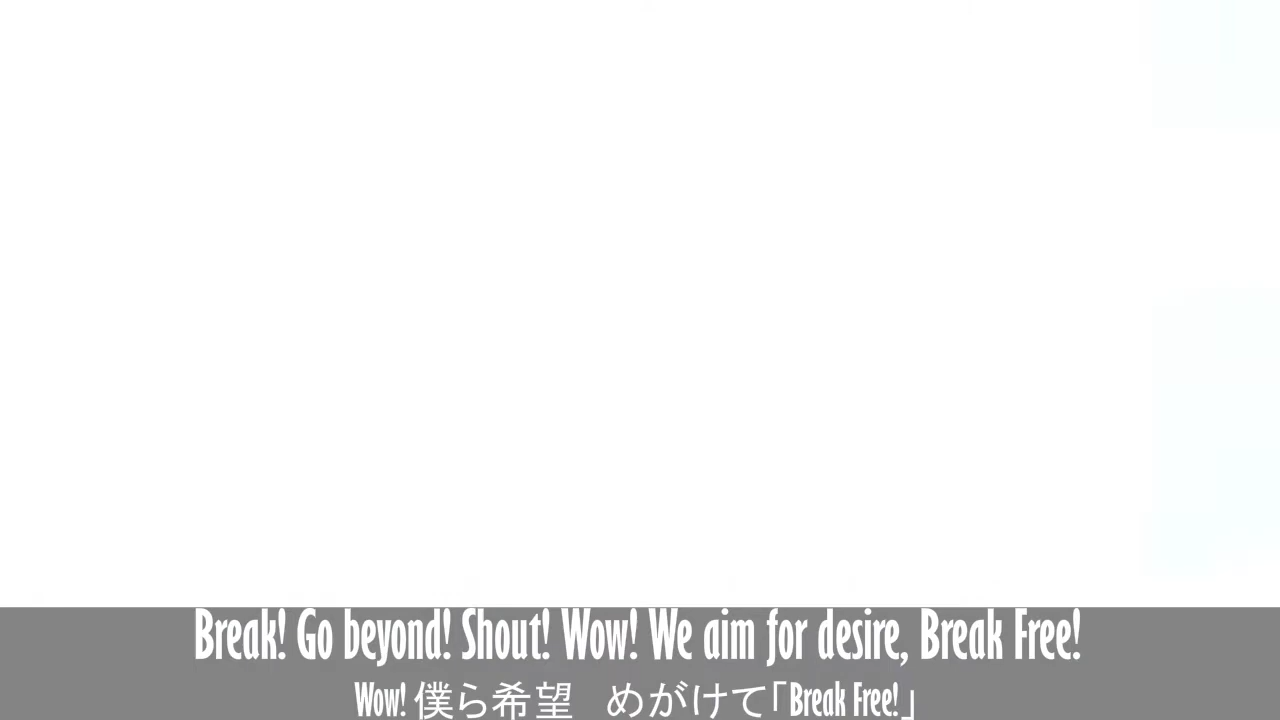 Break! Go beyond! Shout! Wow! We aim for desire, Break Free!
Wow! 僕ら希望　めがけて「Break Free!」